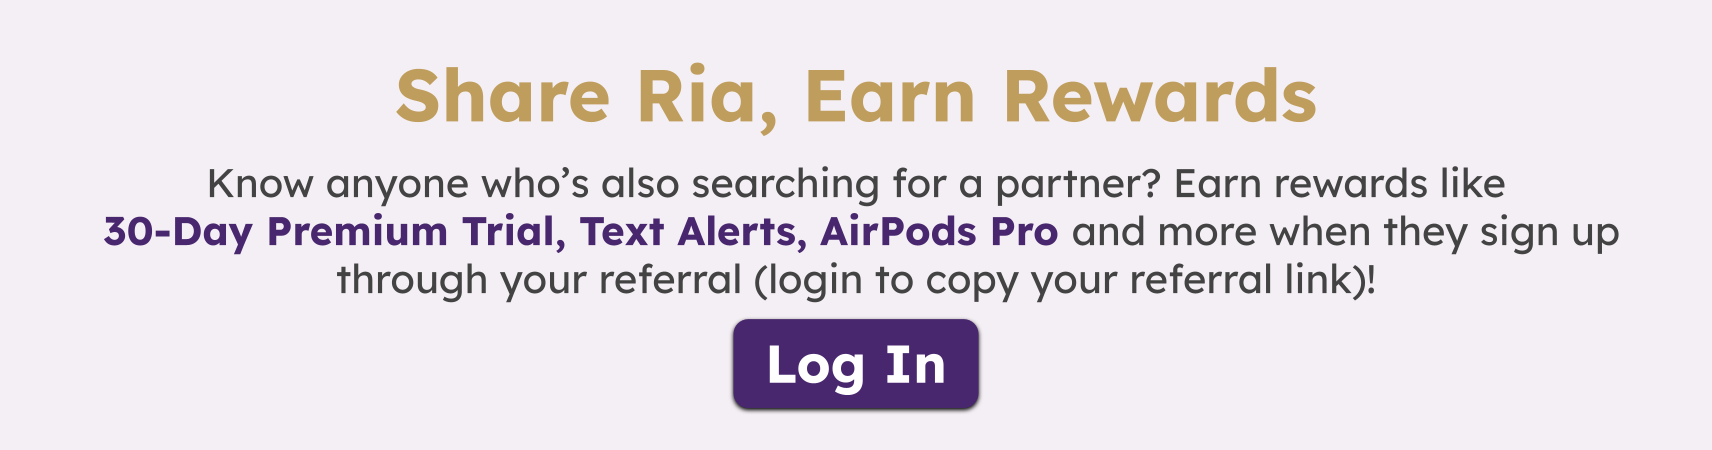 Share Ria, Earn Rewards
Know anyone who’s also searching for a partner? Earn rewards like
30-Day Premium Trial, Text Alerts, AirPods Pro and more when they sign up
through your referral (login to copy your referral link)!
Log In